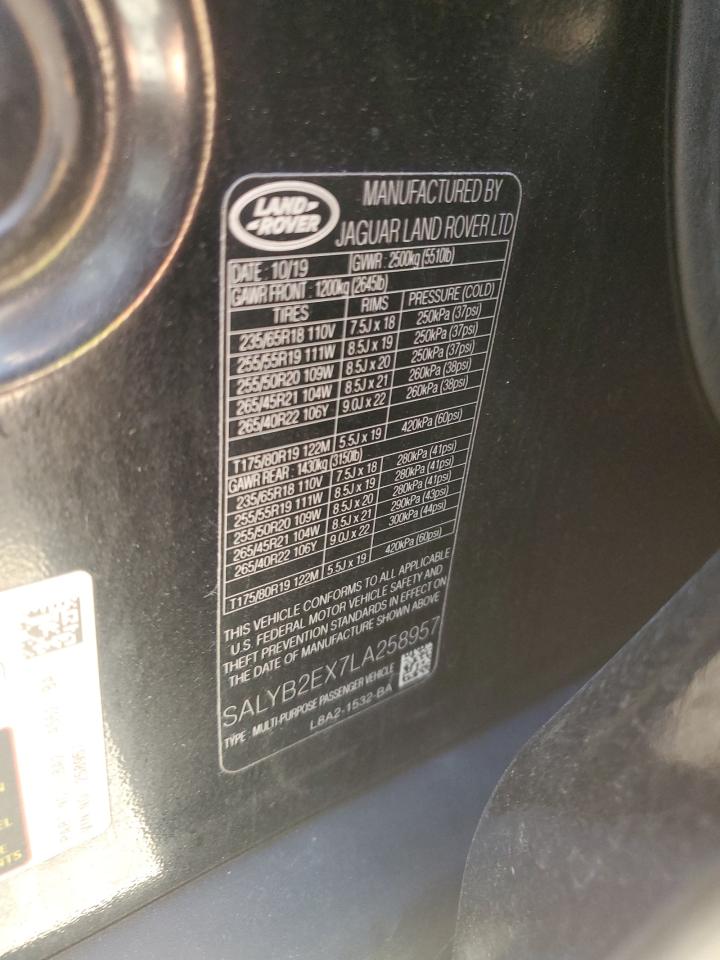 LAND-
-ROVER
MANUFACTURED BY
JAGUAR LAND ROVER LTD
DATE : 10/19 GVWR : 2500kg (5510lb)
GAWR FRONT : 1200kg (2645lb)
TIRES RIMS PRESSURE (COLD)
235/65R18 110V 7.5J x 18 250kPa (37psi)
255/55R19 111W 8.5J x 19 250kPa (37psi)
255/50R20 109W 8.5J x 20 250kPa (37psi)
265/45R21 104W 8.5J x 21 260kPa (38psi)
265/40R22 106Y 9.0J x 22 260kPa (38psi)
T175/80R19 122M 5.5J x 19 420kPa (60psi)
GAWR REAR : 1430kg (3150lb)
235/65R18 110V 7.5J x 18 280kPa (41psi)
255/55R19 111W 8.5J x 19 280kPa (41psi)
255/50R20 109W 8.5J x 20 280kPa (41psi)
265/45R21 104W 8.5J x 21 290kPa (43psi)
265/40R22 106Y 9.0J x 22 300kPa (44psi)
T175/80R19 122M 5.5J x 19 420kPa (60psi)
THIS VEHICLE CONFORMS TO ALL APPLICABLE
U.S. FEDERAL MOTOR VEHICLE SAFETY AND
THEFT PREVENTION STANDARDS IN EFFECT ON
THE DATE OF MANUFACTURE SHOWN ABOVE
SALYB2EX7LA258957
TYPE : MULTI-PURPOSE PASSENGER VEHICLE
L8A2-1532-BA